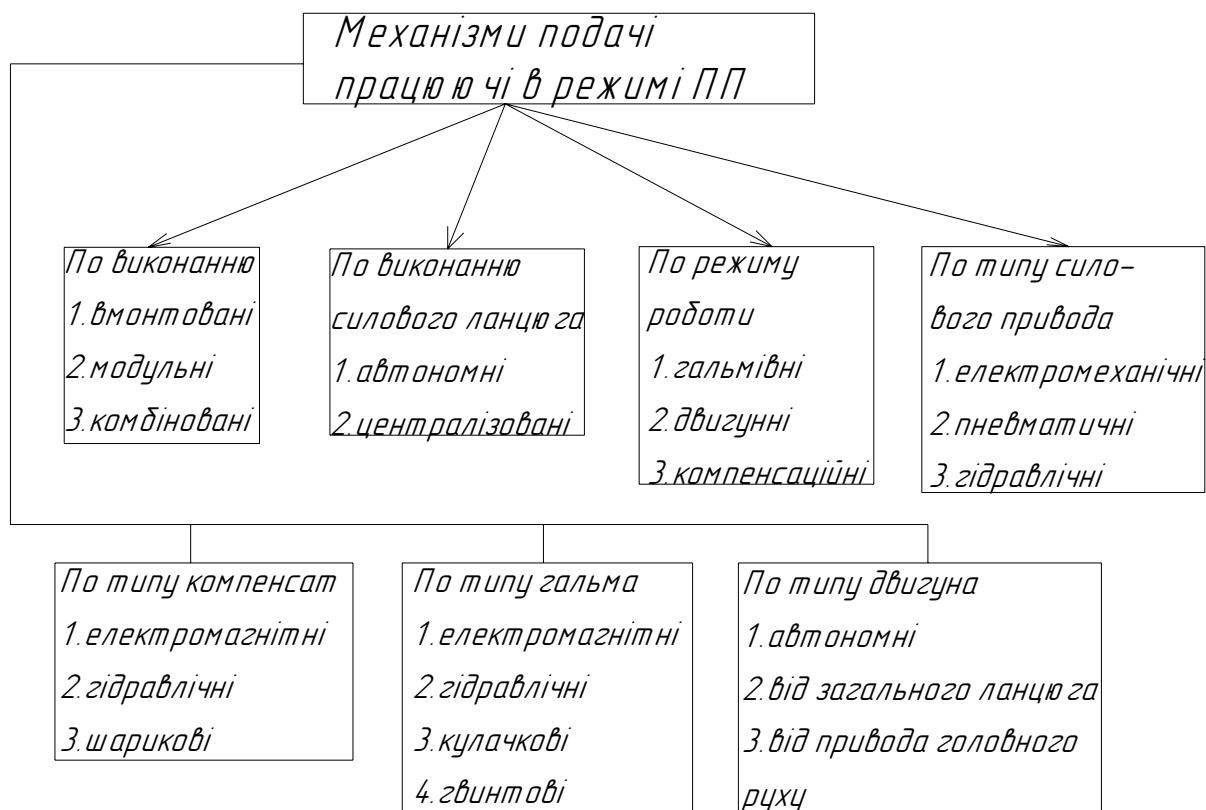 Механізми подачі
працюючі в режимі ПП
По виконанню
1.вмонтовані
2.модульні
3.комбіновані
По виконанню
силового ланцюга
1.автономні
2.централізовані
По режиму
роботи
1.гальмівні
2.двигунні
3.компенсаційні
По типу сило-
вого привода
1.електромеханічні
2.пневматичні
3.гідравлічні
По типу компенсат
1.електромагнітні
2.гідравлічні
3.шарикові
По типу гальма
1.електромагнітні
2.гідравлічні
3.кулачкові
4.гвинтові
По типу двигуна
1.автономні
2.від загального ланцюга
3.від привода головного
руху